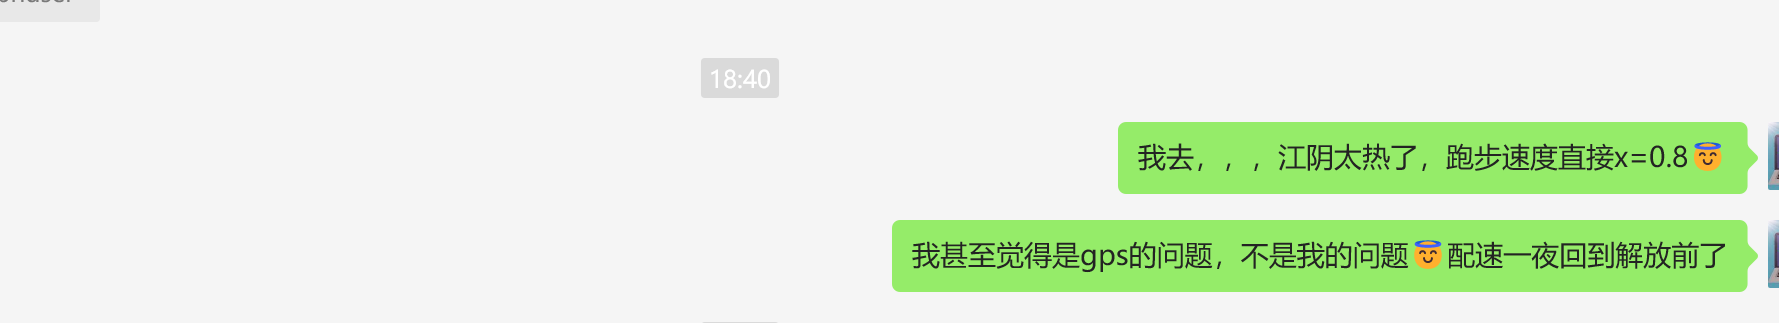 18:40
我去，，，江阴太热了，跑步速度直接x=0.8😇
我甚至觉得是gps的问题，不是我的问题😇配速一夜回到解放前了